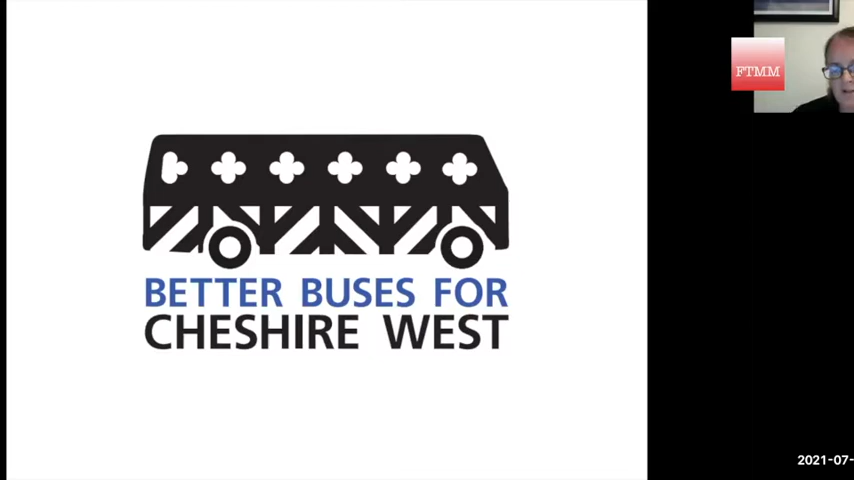 FTMM
BETTER BUSES FOR
CHESHIRE WEST
2021-07-